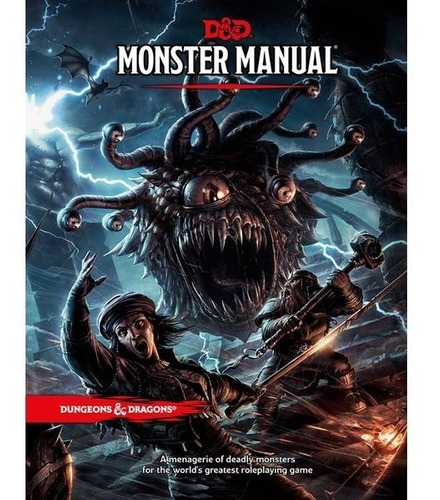 D&D
MONSTER MANUAL®
DUNGEONS & DRAGONS®
A menagerie of deadly monsters
for the world's greatest roleplaying game